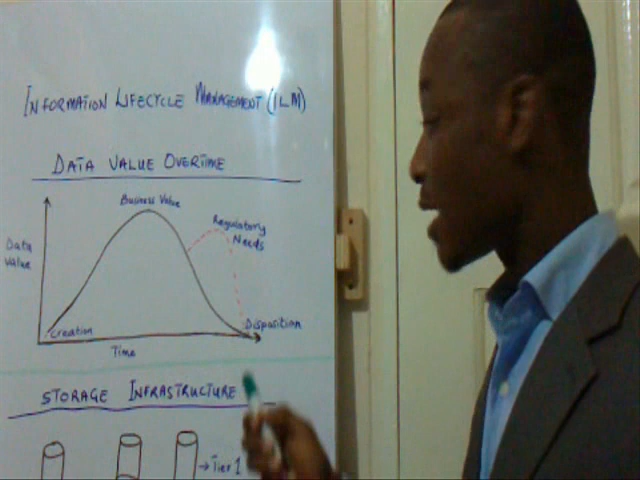 INFORMATION LIFECYCLE MANAGEMENT (ILM)
DATA VALUE OVERTIME
Business Value
Regulatory
Needs
Data
Value
Creation
Disposition
Time
STORAGE INFRASTRUCTURE
Tier 1